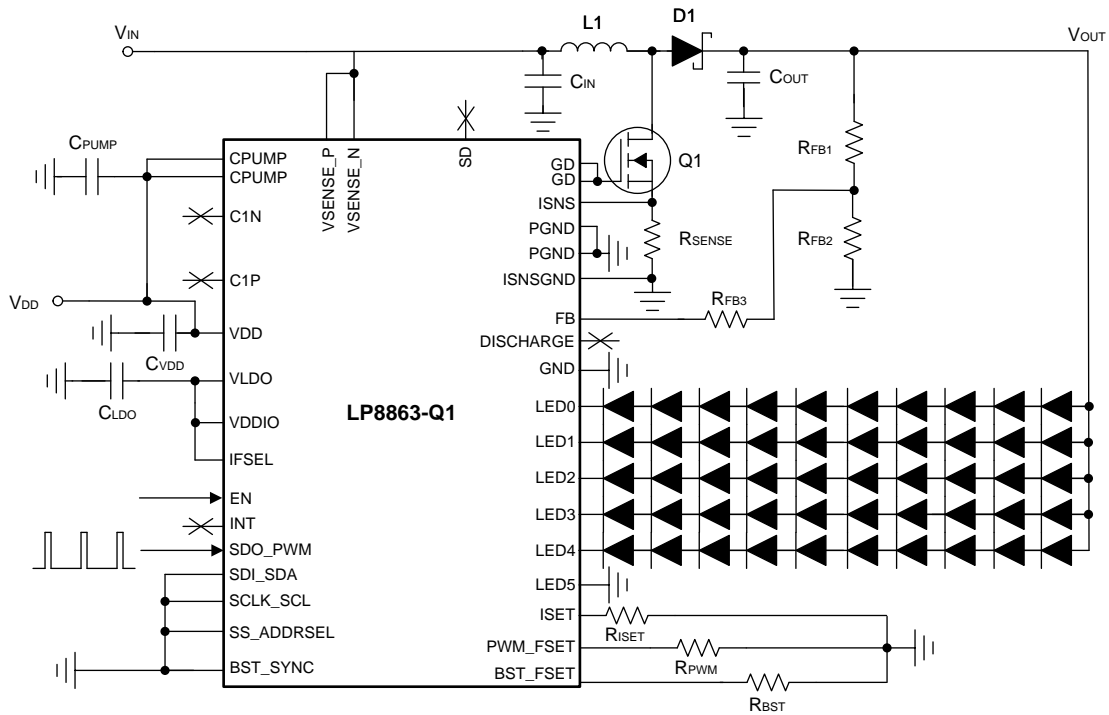 L1
D1
VIN
VOUT
CIN
COUT
CPUMP
RFB1
Q1
CPUMP
CPUMP
VSENSE_P
VSENSE_N
SD
GD
GD
ISNS
C1N
PGND
RSENSE
RFB2
PGND
C1P
ISNSGND
VDD
RFB3
FB
VDD
DISCHARGE
CVDD
GND
VLDO
CLDO
LP8863-Q1
LED0
VDDIO
LED1
IFSEL
LED2
EN
LED3
INT
SDO_PWM
LED4
SDI_SDA
LED5
SCLK_SCL
ISET
SS_ADDRSEL
RISET
PWM_FSET
RPWM
BST_SYNC
BST_FSET
RBST